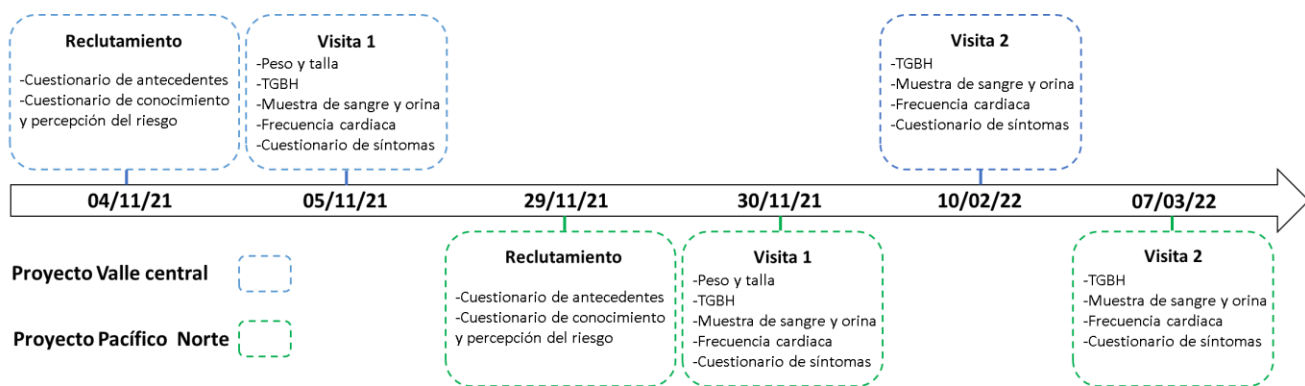 Reclutamiento
-Cuestionario de antecedentes
-Cuestionario de conocimiento
y percepción del riesgo
Visita 1
-Peso y talla
-TGBH
-Muestra de sangre y orina
-Frecuencia cardiaca
-Cuestionario de síntomas
Visita 2
-TGBH
-Muestra de sangre y orina
-Frecuencia cardiaca
-Cuestionario de síntomas
04/11/21 05/11/21 29/11/21 30/11/21 10/02/22 07/03/22
Proyecto Valle central
Proyecto Pacífico Norte
Reclutamiento
-Cuestionario de antecedentes
-Cuestionario de conocimiento
y percepción del riesgo
Visita 1
-Peso y talla
-TGBH
-Muestra de sangre y orina
-Frecuencia cardiaca
-Cuestionario de síntomas
Visita 2
-TGBH
-Muestra de sangre y orina
-Frecuencia cardiaca
-Cuestionario de síntomas